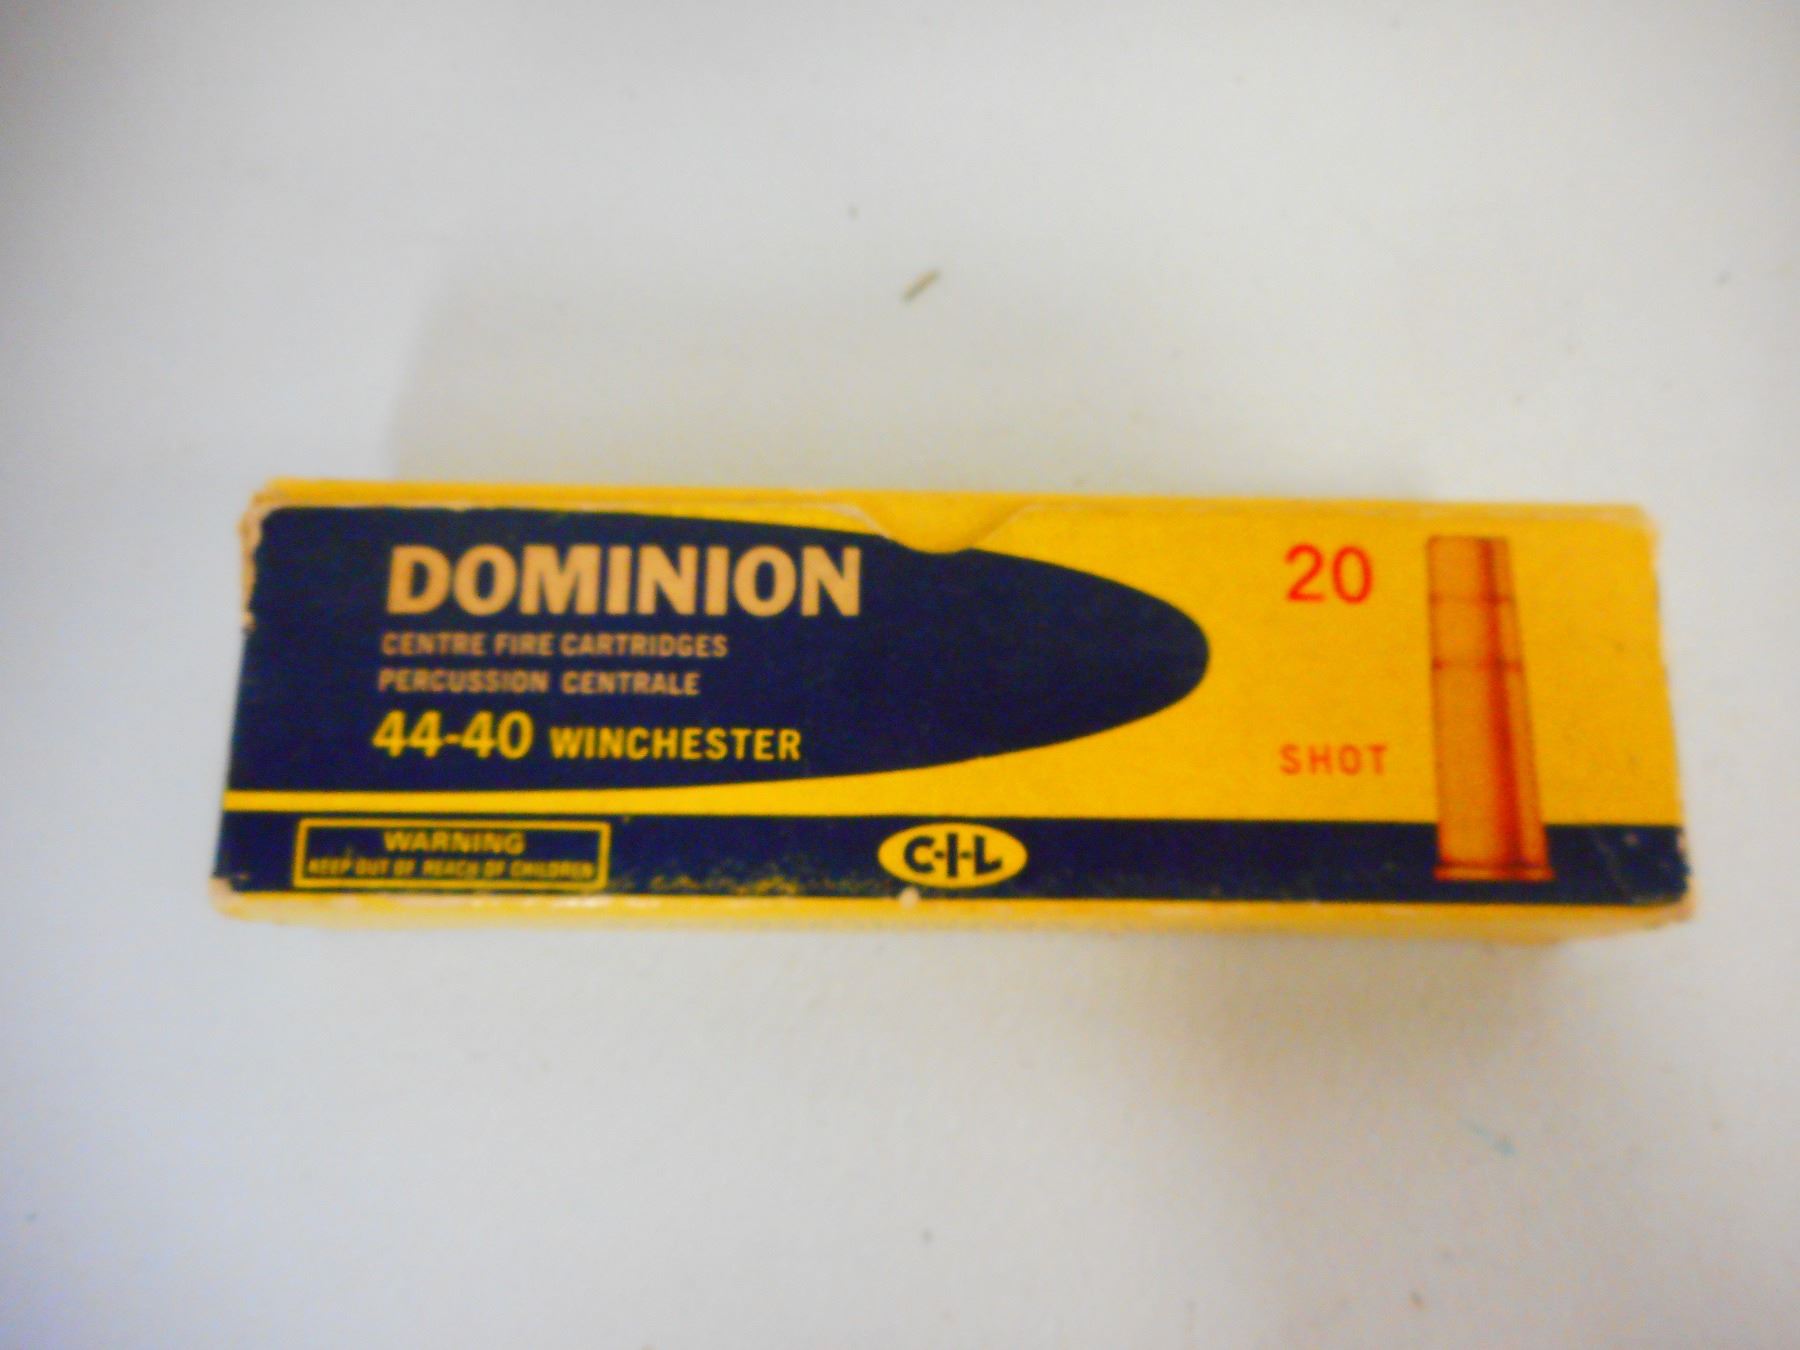 DOMINION
CENTRE FIRE CARTRIDGES
PERCUSSION CENTRALE
44-40 WINCHESTER
20
SHOT
WARNING
KEEP OUT OF REACH OF CHILDREN
C-I-L